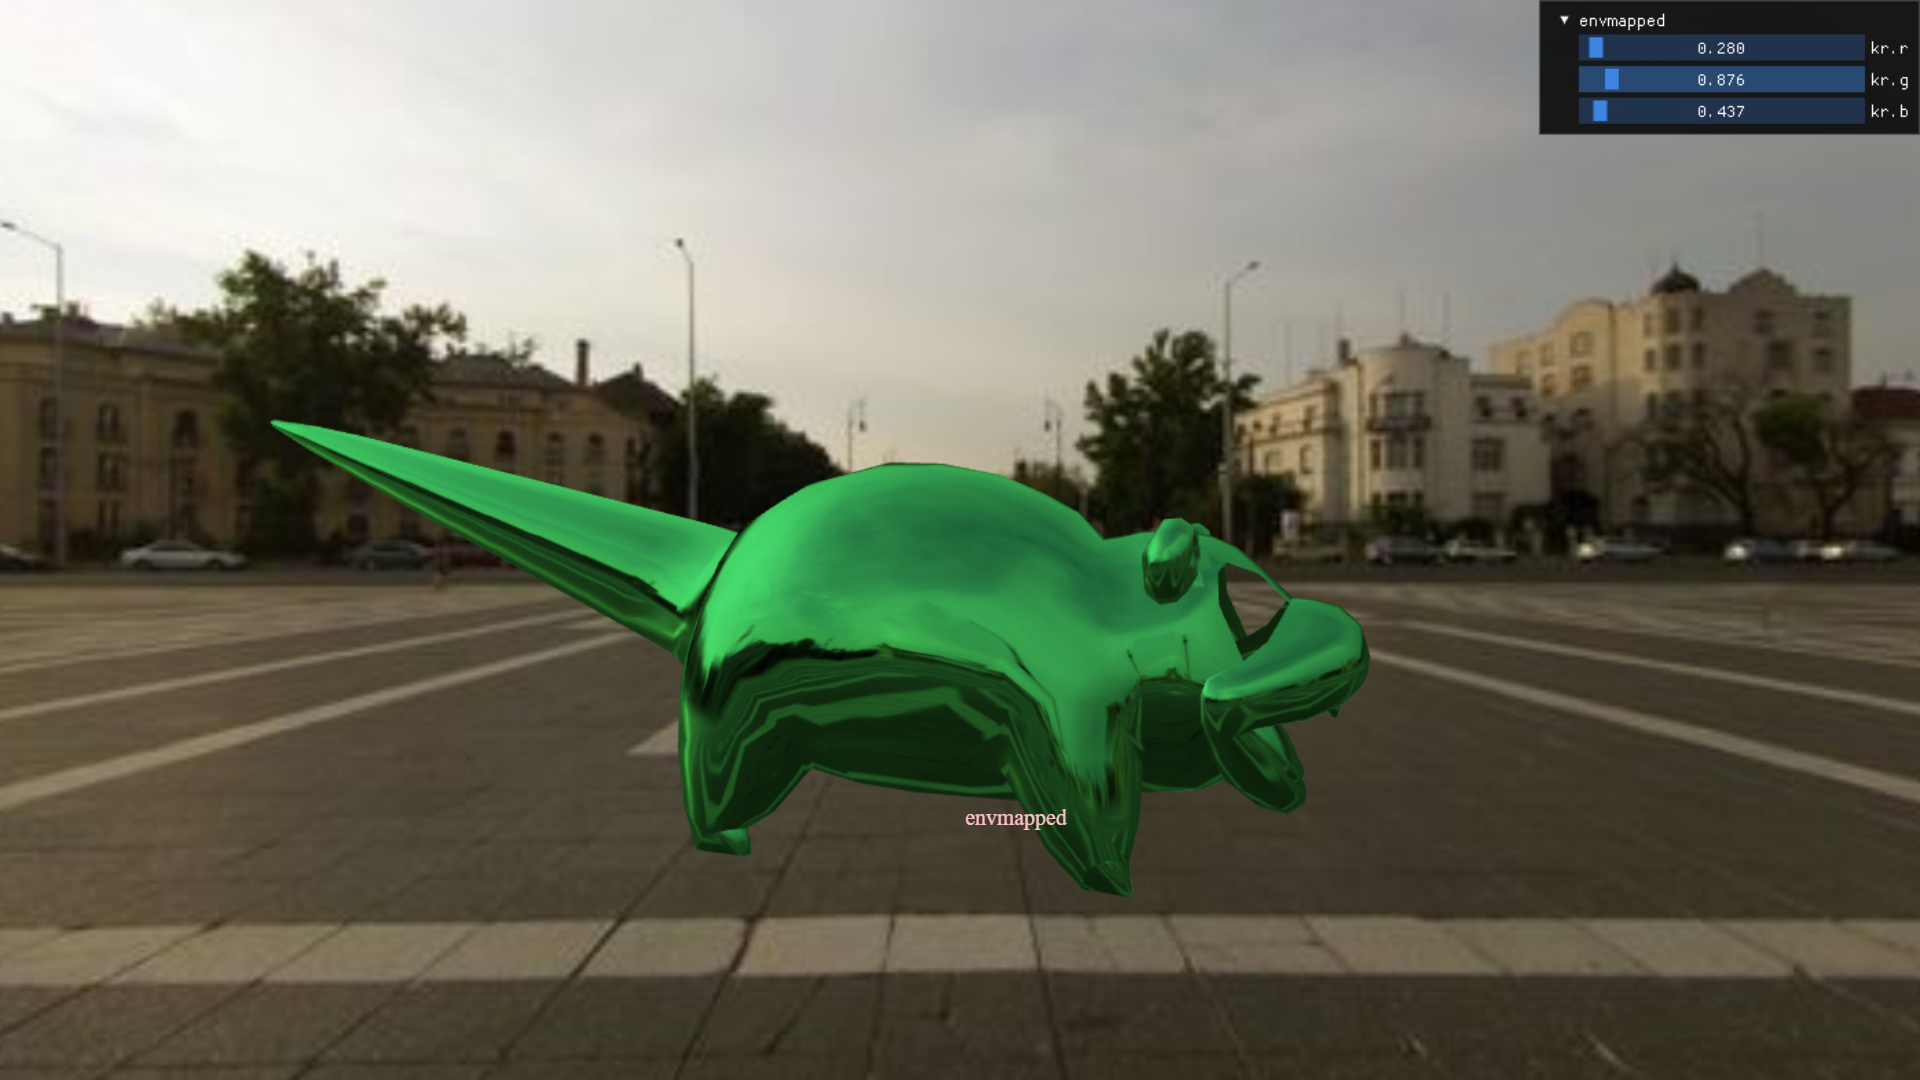 envmapped
0.280 kr.r
0.876 kr.g
0.437 kr.b
envmapped